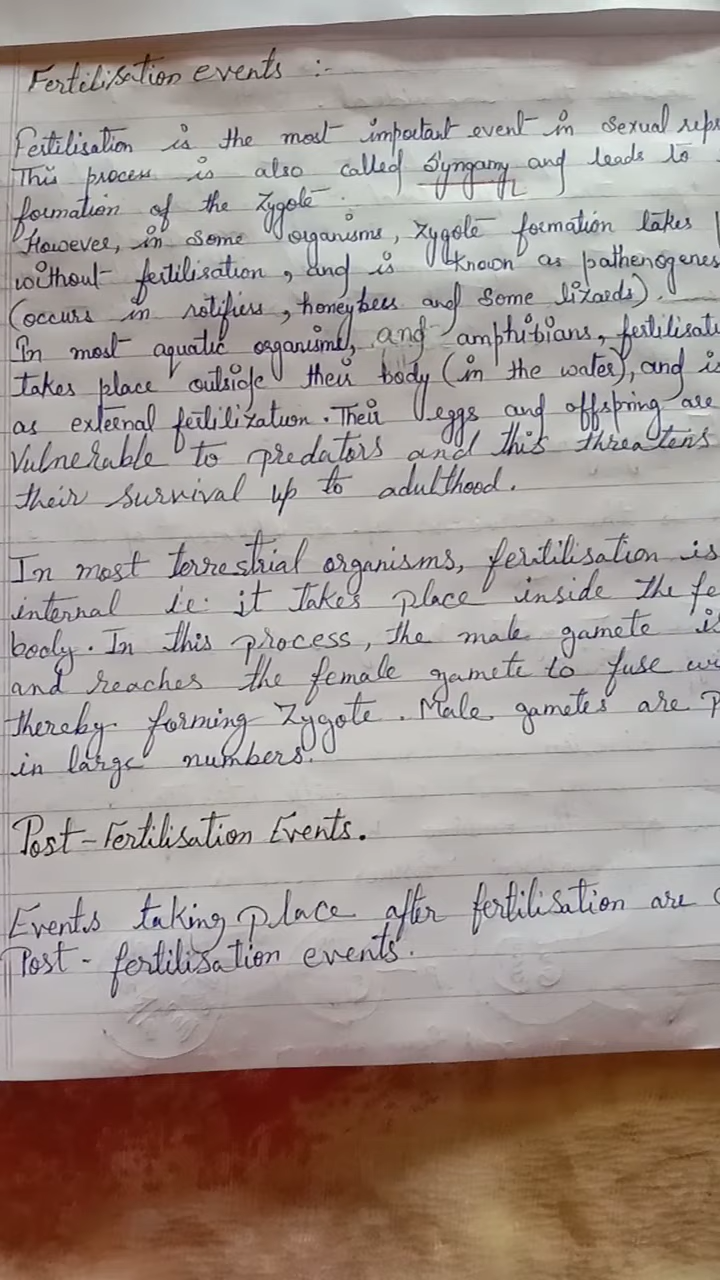 Fertilisation events :-
Fertilisation is the most important event in sexual repr
This process is also called Syngamy and leads to
formation of the Zygote.
However, in some organisms, zygote formation takes
without fertilisation, and is known as pathenogenes
(occurs in rotifiers, honeybees and some lizards).
In most aquatic organisms, and amphibians, fertilisati
takes place outside their body (in the water), and is
as external fertilization. Their eggs and offspring are
Vulnerable to predators and this threatens
their survival up to adulthood.
In most terrestrial organisms, fertilisation is
internal ie: it takes place inside the fe
body. In this process, the male gamete is
and reaches the female gamete to fuse wi
thereby forming Zygote. Male gametes are p
in large numbers.
Post-Fertilisation Events.
Events taking place after fertilisation are c
Post-fertilisation events.